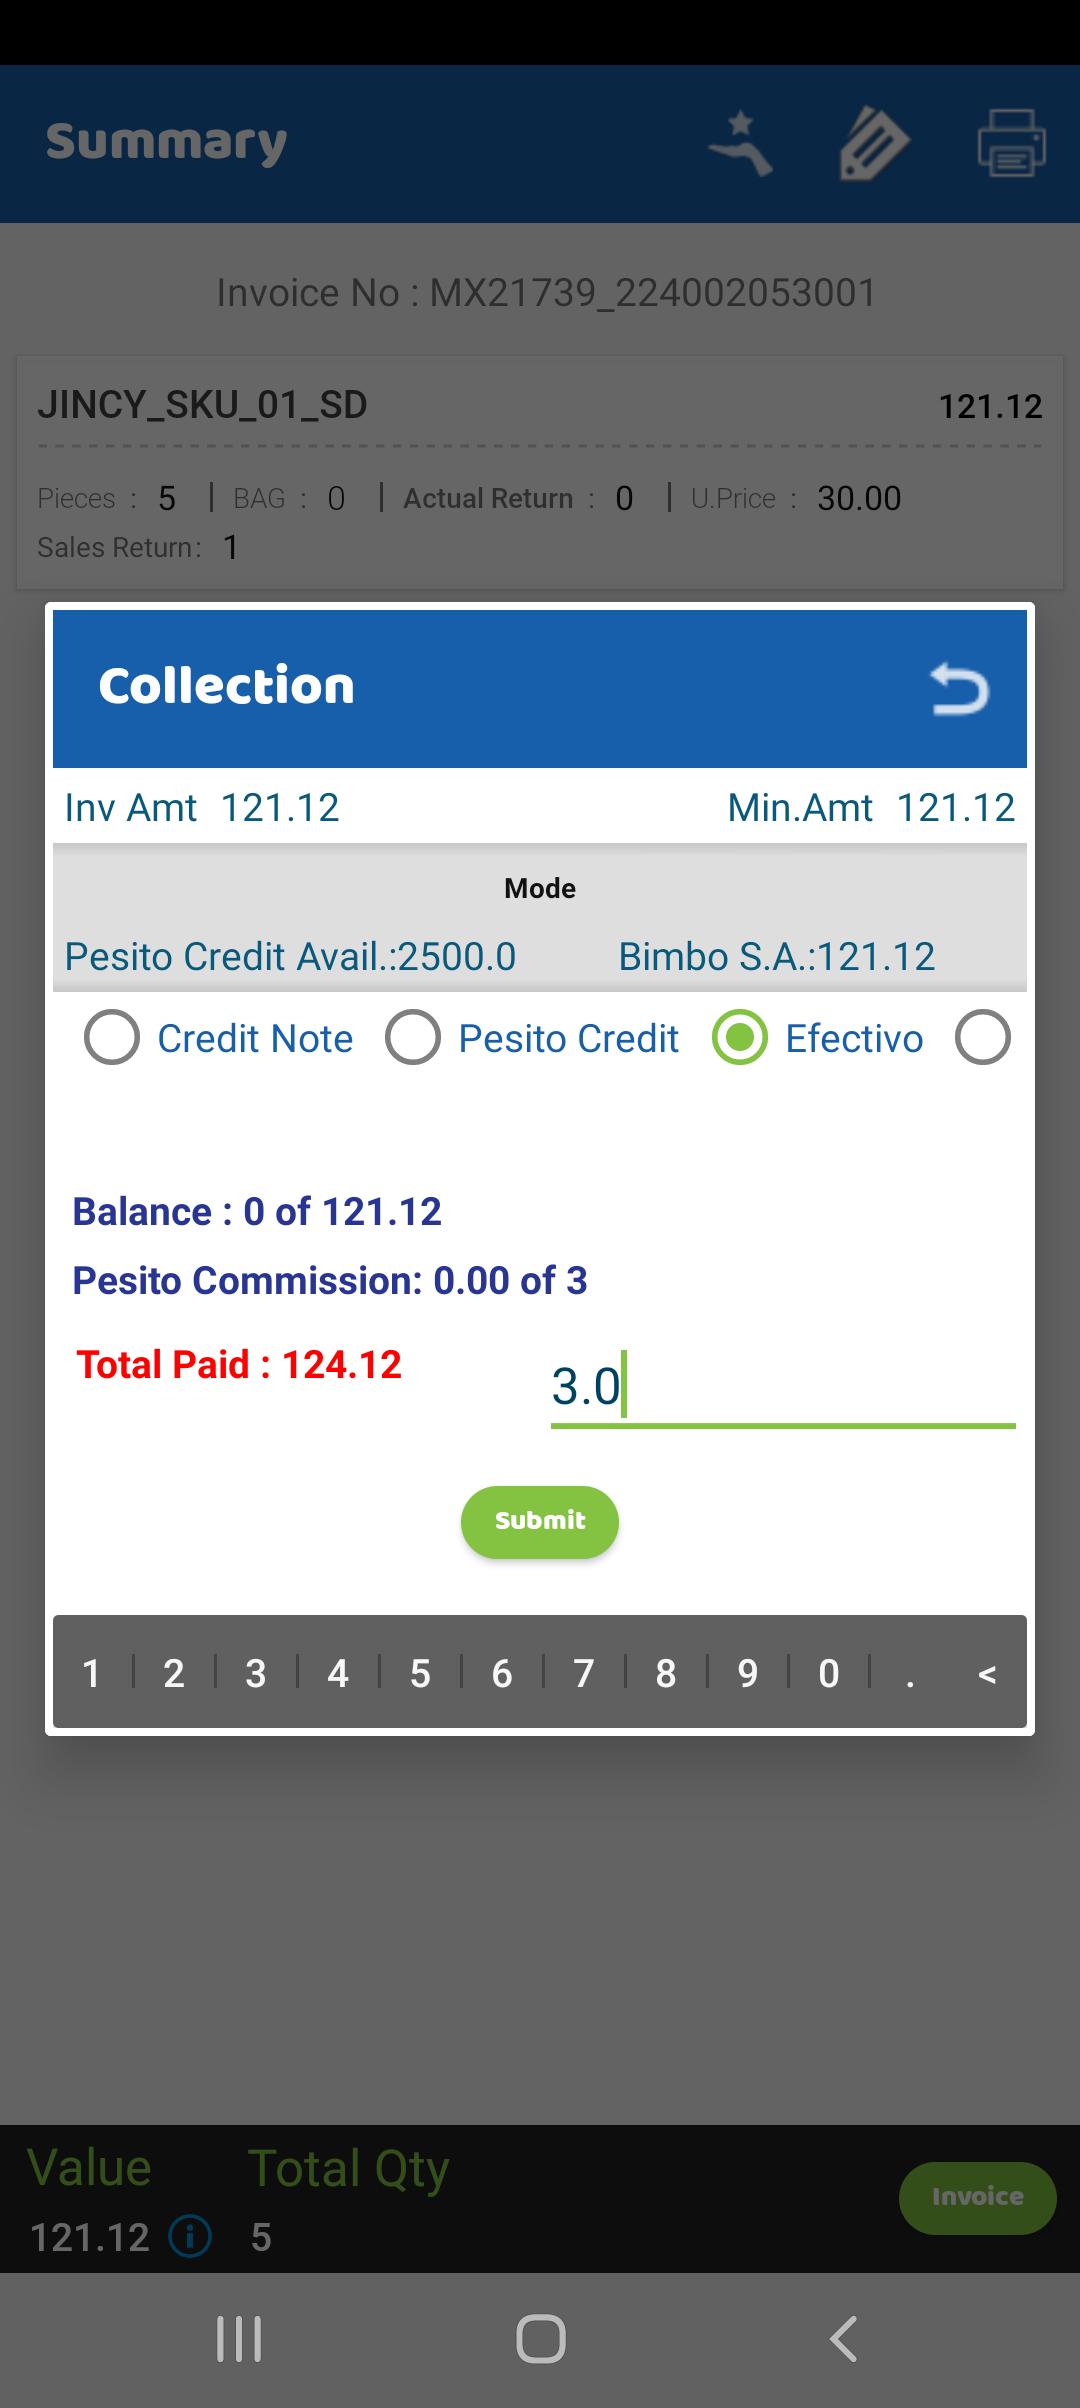 Summary
Invoice No : MX21739_224002053001
JINCY_SKU_01_SD 121.12
Pieces : 5 | BAG : 0 | Actual Return : 0 | U.Price : 30.00
Sales Return : 1
Collection
Inv Amt 121.12 Min.Amt 121.12
Mode
Pesito Credit Avail.:2500.0 Bimbo S.A.:121.12
Credit Note Pesito Credit Efectivo
Balance : 0 of 121.12
Pesito Commission: 0.00 of 3
Total Paid : 124.12 3.0
Submit
1 | 2 | 3 | 4 | 5 | 6 | 7 | 8 | 9 | 0 | . <
Value Total Qty
121.12 i 5
Invoice